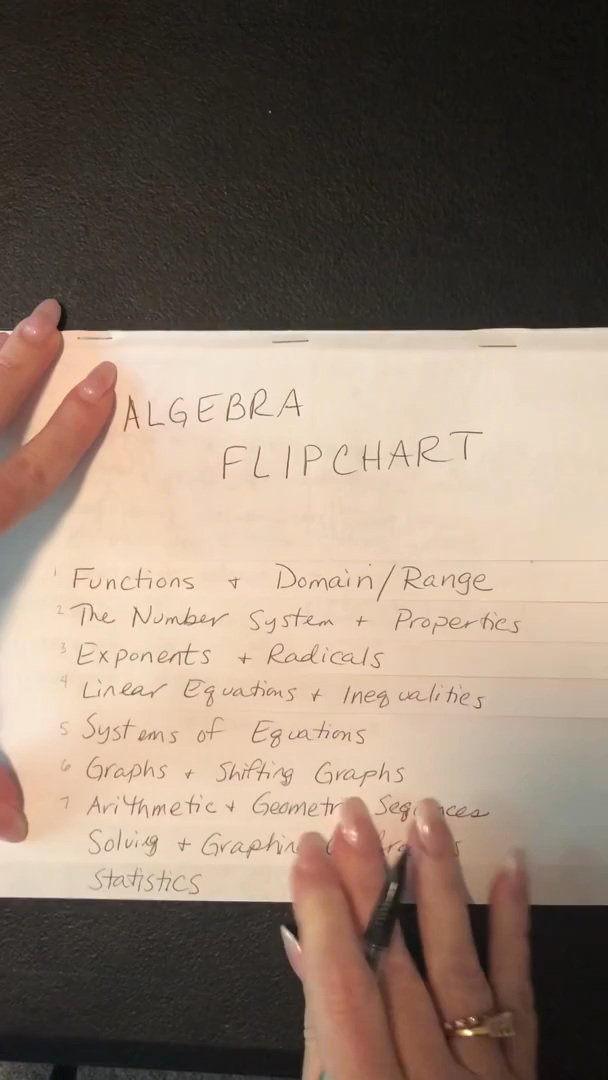 ALGEBRA
FLIPCHART
1 Functions + Domain/Range
2 The Number System + Properties
3 Exponents + Radicals
4 Linear Equations + Inequalities
5 Systems of Equations
6 Graphs + Shifting Graphs
7 Arithmetic + Geometric Sequences
Solving + Graphing
Statistics